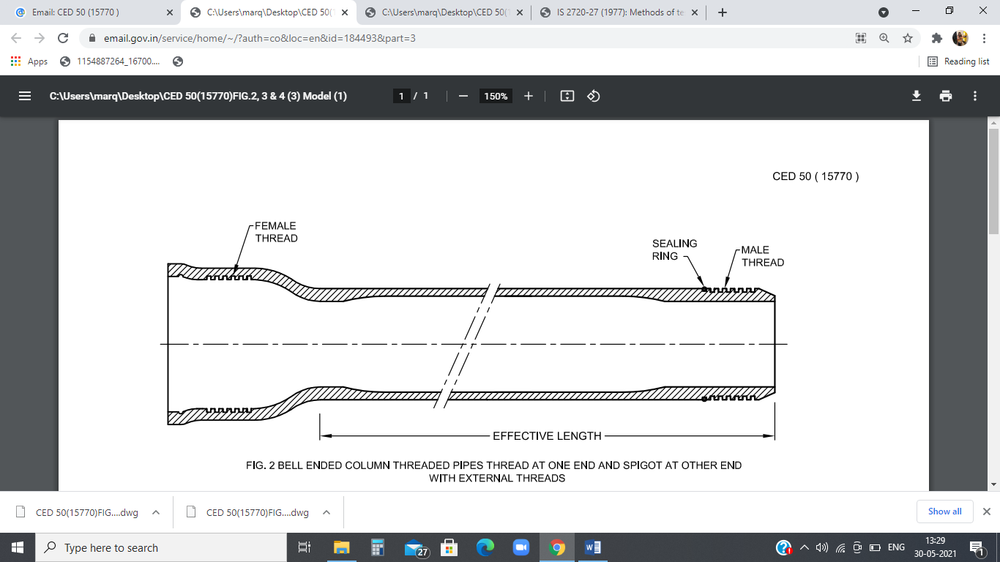 Email: CED 50 (15770 )
C:\Users\marq\Desktop\CED 50(
C:\Users\marq\Desktop\CED 50(
IS 2720-27 (1977): Methods of te
email.gov.in/service/home/~/?auth=co&loc=en&id=184493&part=3
Apps
1154887264_16700....
Reading list
C:\Users\marq\Desktop\CED 50(15770)FIG.2, 3 & 4 (3) Model (1)
1 / 1
150%
CED 50 ( 15770 )
FEMALE
THREAD
SEALING
RING
MALE
THREAD
EFFECTIVE LENGTH
FIG. 2 BELL ENDED COLUMN THREADED PIPES THREAD AT ONE END AND SPIGOT AT OTHER END
WITH EXTERNAL THREADS
CED 50(15770)FIG....dwg
CED 50(15770)FIG....dwg
Show all
Type here to search
27
ENG
13:29
30-05-2021
1